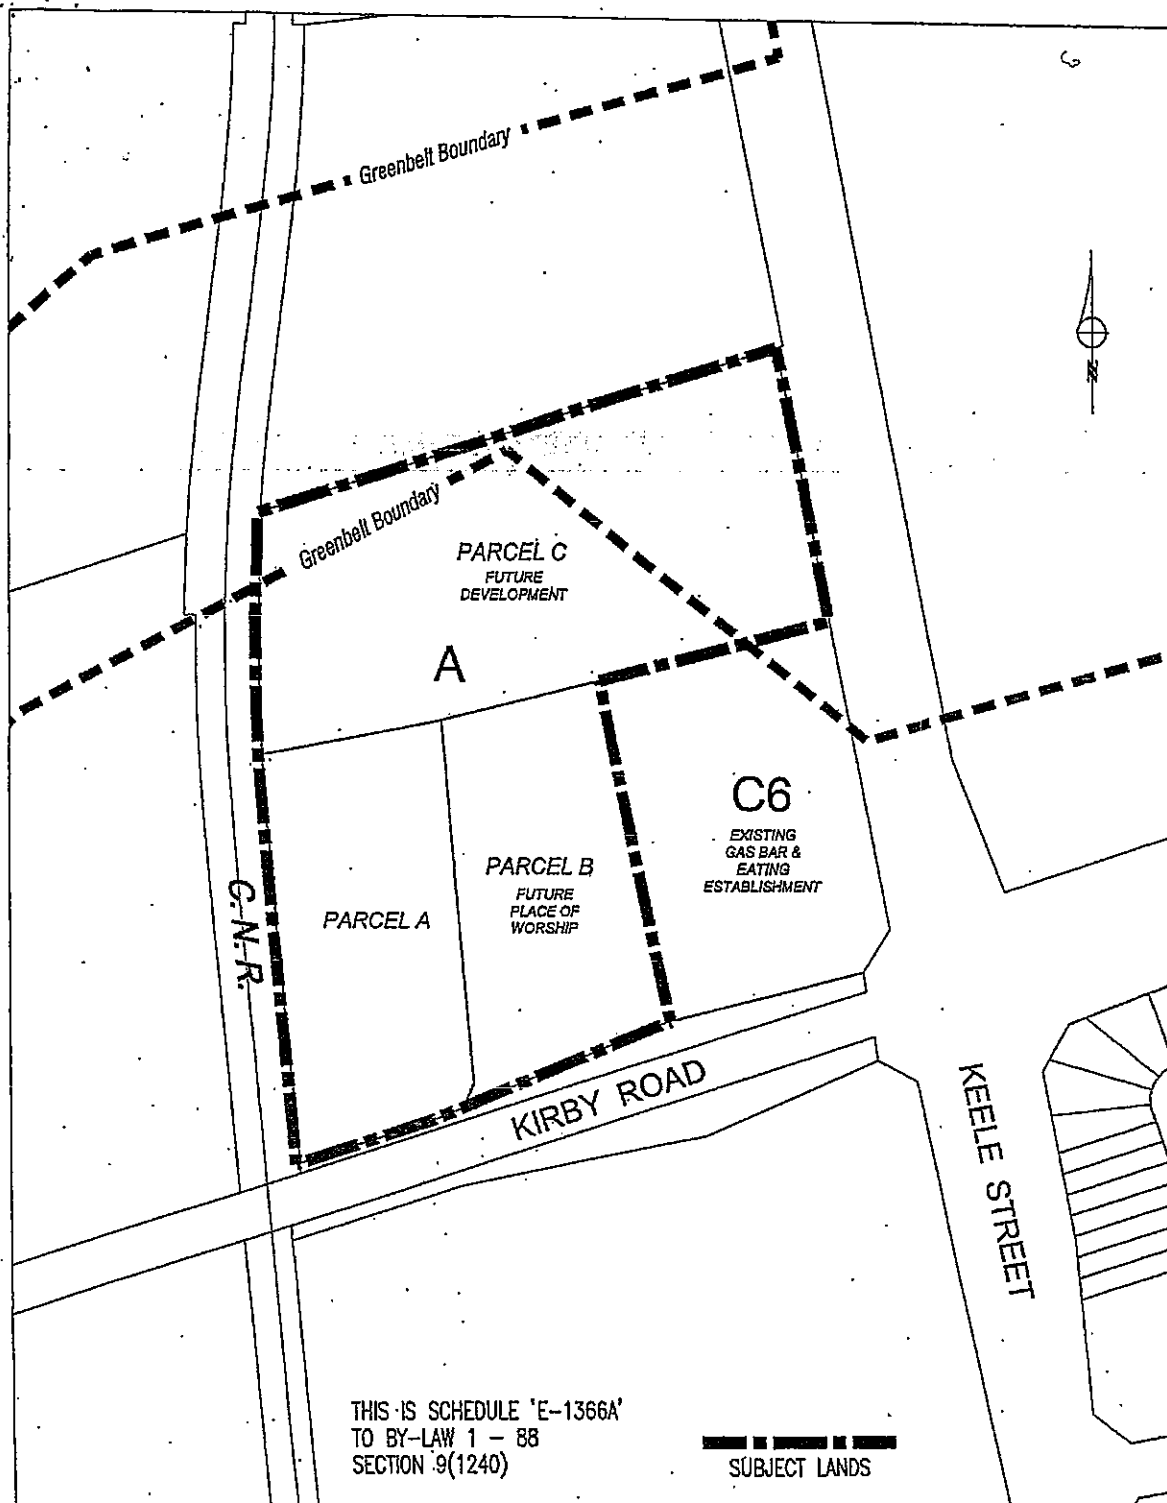 Greenbelt Boundary
N
Greenbelt Boundary
PARCEL C
FUTURE
DEVELOPMENT
A
C6
EXISTING
GAS BAR &
EATING
ESTABLISHMENT
PARCEL B
FUTURE
PLACE OF
WORSHIP
PARCEL A
C.N.R.
KIRBY ROAD
KEELE STREET
THIS IS SCHEDULE 'E-1366A'
TO BY-LAW 1 - 88
SECTION 9(1240)
SUBJECT LANDS